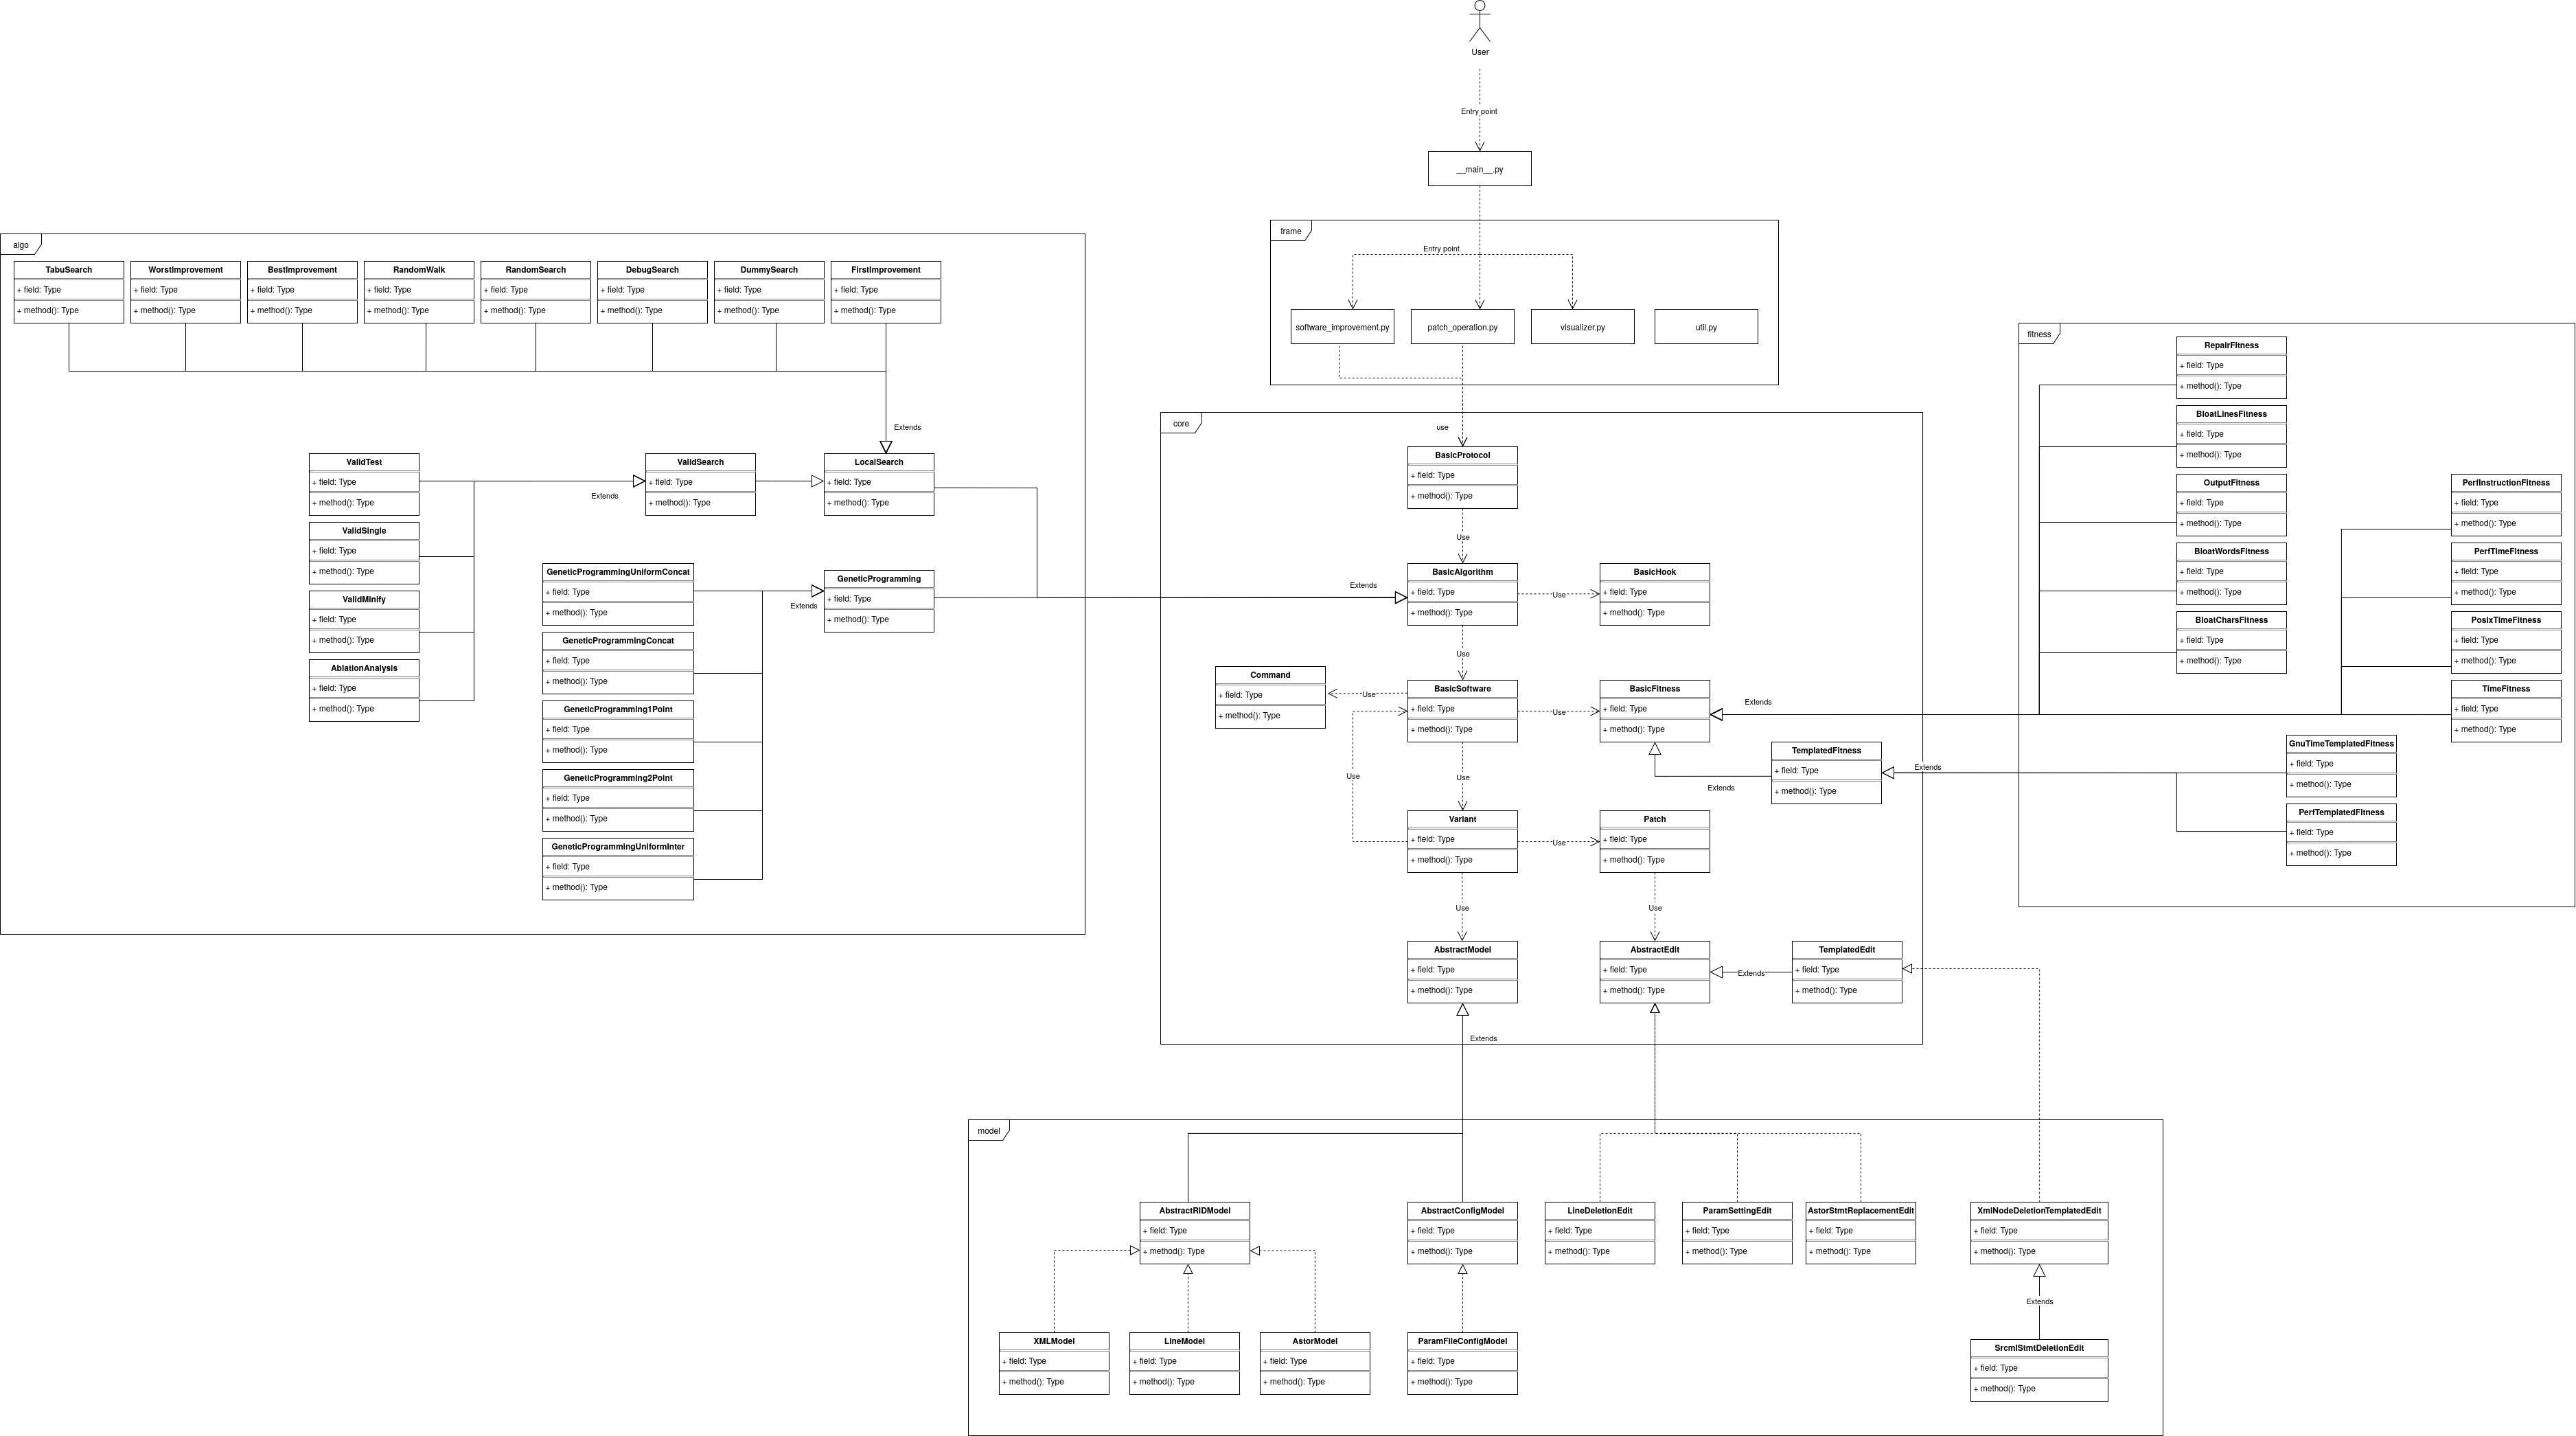 User
Entry point
__main__.py
frame
Entry point
software_improvement.py
patch_operation.py
visualizer.py
util.py
algo
TabuSearch
+ field: Type
+ method(): Type
WorstImprovement
+ field: Type
+ method(): Type
BestImprovement
+ field: Type
+ method(): Type
RandomWalk
+ field: Type
+ method(): Type
RandomSearch
+ field: Type
+ method(): Type
DebugSearch
+ field: Type
+ method(): Type
DummySearch
+ field: Type
+ method(): Type
FirstImprovement
+ field: Type
+ method(): Type
Extends
ValidTest
+ field: Type
+ method(): Type
Extends
ValidSearch
+ field: Type
+ method(): Type
LocalSearch
+ field: Type
+ method(): Type
ValidSingle
+ field: Type
+ method(): Type
ValidMinify
+ field: Type
+ method(): Type
AblationAnalysis
+ field: Type
+ method(): Type
GeneticProgrammingUniformConcat
+ field: Type
+ method(): Type
Extends
GeneticProgramming
+ field: Type
+ method(): Type
GeneticProgrammingConcat
+ field: Type
+ method(): Type
GeneticProgramming1Point
+ field: Type
+ method(): Type
GeneticProgramming2Point
+ field: Type
+ method(): Type
GeneticProgrammingUniformInter
+ field: Type
+ method(): Type
core
use
BasicProtocol
+ field: Type
+ method(): Type
Use
Extends
BasicAlgorithm
+ field: Type
+ method(): Type
Use
BasicHook
+ field: Type
+ method(): Type
Use
Command
+ field: Type
+ method(): Type
Use
BasicSoftware
+ field: Type
+ method(): Type
Use
BasicFitness
+ field: Type
+ method(): Type
Extends
Use
Use
Extends
TemplatedFitness
+ field: Type
+ method(): Type
Extends
Variant
+ field: Type
+ method(): Type
Use
Patch
+ field: Type
+ method(): Type
Use
Use
AbstractModel
+ field: Type
+ method(): Type
AbstractEdit
+ field: Type
+ method(): Type
Extends
TemplatedEdit
+ field: Type
+ method(): Type
Extends
fitness
RepairFitness
+ field: Type
+ method(): Type
BloatLinesFitness
+ field: Type
+ method(): Type
OutputFitness
+ field: Type
+ method(): Type
BloatWordsFitness
+ field: Type
+ method(): Type
BloatCharsFitness
+ field: Type
+ method(): Type
PerfInstructionFitness
+ field: Type
+ method(): Type
PerfTimeFitness
+ field: Type
+ method(): Type
PosixTimeFitness
+ field: Type
+ method(): Type
TimeFitness
+ field: Type
+ method(): Type
GnuTimeTemplatedFitness
+ field: Type
+ method(): Type
PerfTemplatedFitness
+ field: Type
+ method(): Type
model
AbstractRIDModel
+ field: Type
+ method(): Type
AbstractConfigModel
+ field: Type
+ method(): Type
LineDeletionEdit
+ field: Type
+ method(): Type
ParamSettingEdit
+ field: Type
+ method(): Type
AstorStmtReplacementEdit
+ field: Type
+ method(): Type
XmlNodeDeletionTemplatedEdit
+ field: Type
+ method(): Type
Extends
XMLModel
+ field: Type
+ method(): Type
LineModel
+ field: Type
+ method(): Type
AstorModel
+ field: Type
+ method(): Type
ParamFileConfigModel
+ field: Type
+ method(): Type
SrcmlStmtDeletionEdit
+ field: Type
+ method(): Type